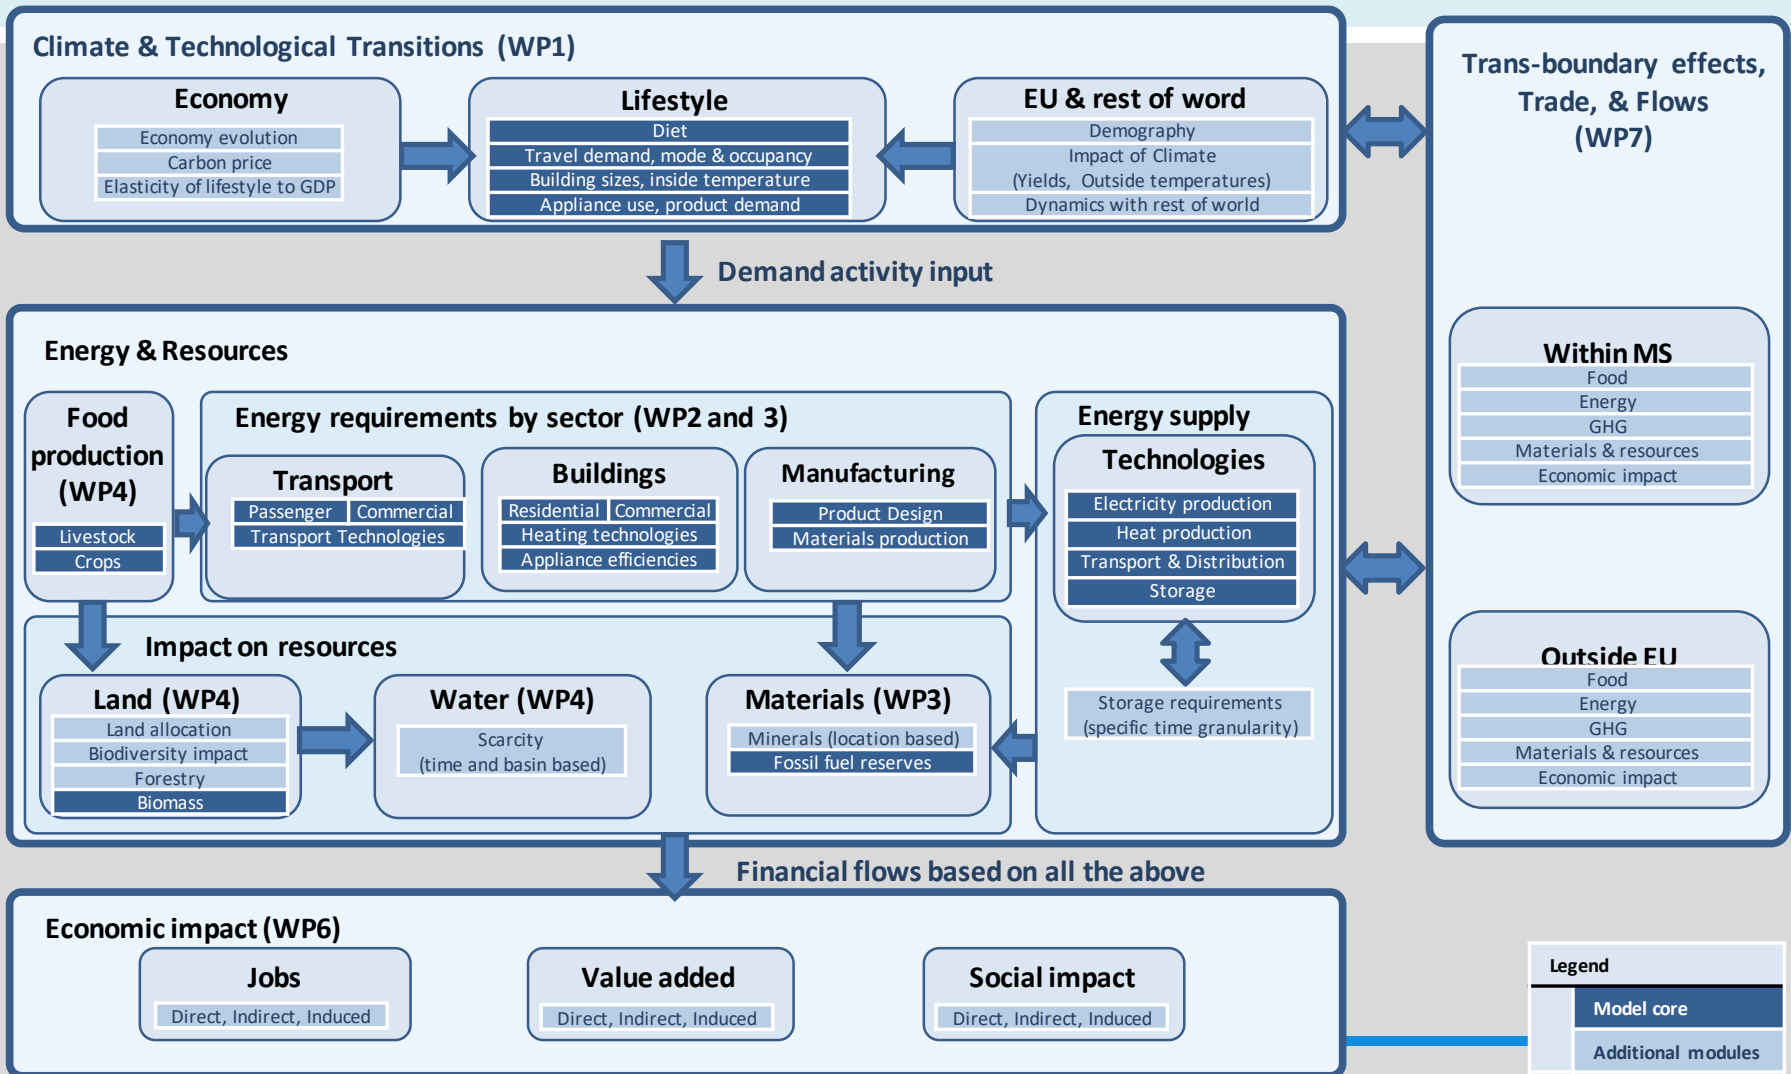 Climate & Technological Transitions (WP1)
Economy
Economy evolution
Carbon price
Elasticity of lifestyle to GDP
Lifestyle
Diet
Travel demand, mode & occupancy
Building sizes, inside temperature
Appliance use, product demand
EU & rest of word
Demography
Impact of Climate
(Yields, Outside temperatures)
Dynamics with rest of world
Trans-boundary effects,
Trade, & Flows
(WP7)
Demand activity input
Energy & Resources
Food
production
(WP4)
Livestock
Crops
Energy requirements by sector (WP2 and 3)
Transport
Passenger
Commercial
Transport Technologies
Buildings
Residential
Commercial
Heating technologies
Appliance efficiencies
Manufacturing
Product Design
Materials production
Energy supply
Technologies
Electricity production
Heat production
Transport & Distribution
Storage
Storage requirements
(specific time granularity)
Within MS
Food
Energy
GHG
Materials & resources
Economic impact
Impact on resources
Land (WP4)
Land allocation
Biodiversity impact
Forestry
Biomass
Water (WP4)
Scarcity
(time and basin based)
Materials (WP3)
Minerals (location based)
Fossil fuel reserves
Outside EU
Food
Energy
GHG
Materials & resources
Economic impact
Financial flows based on all the above
Economic impact (WP6)
Jobs
Direct, Indirect, Induced
Value added
Direct, Indirect, Induced
Social impact
Direct, Indirect, Induced
Legend
Model core
Additional modules